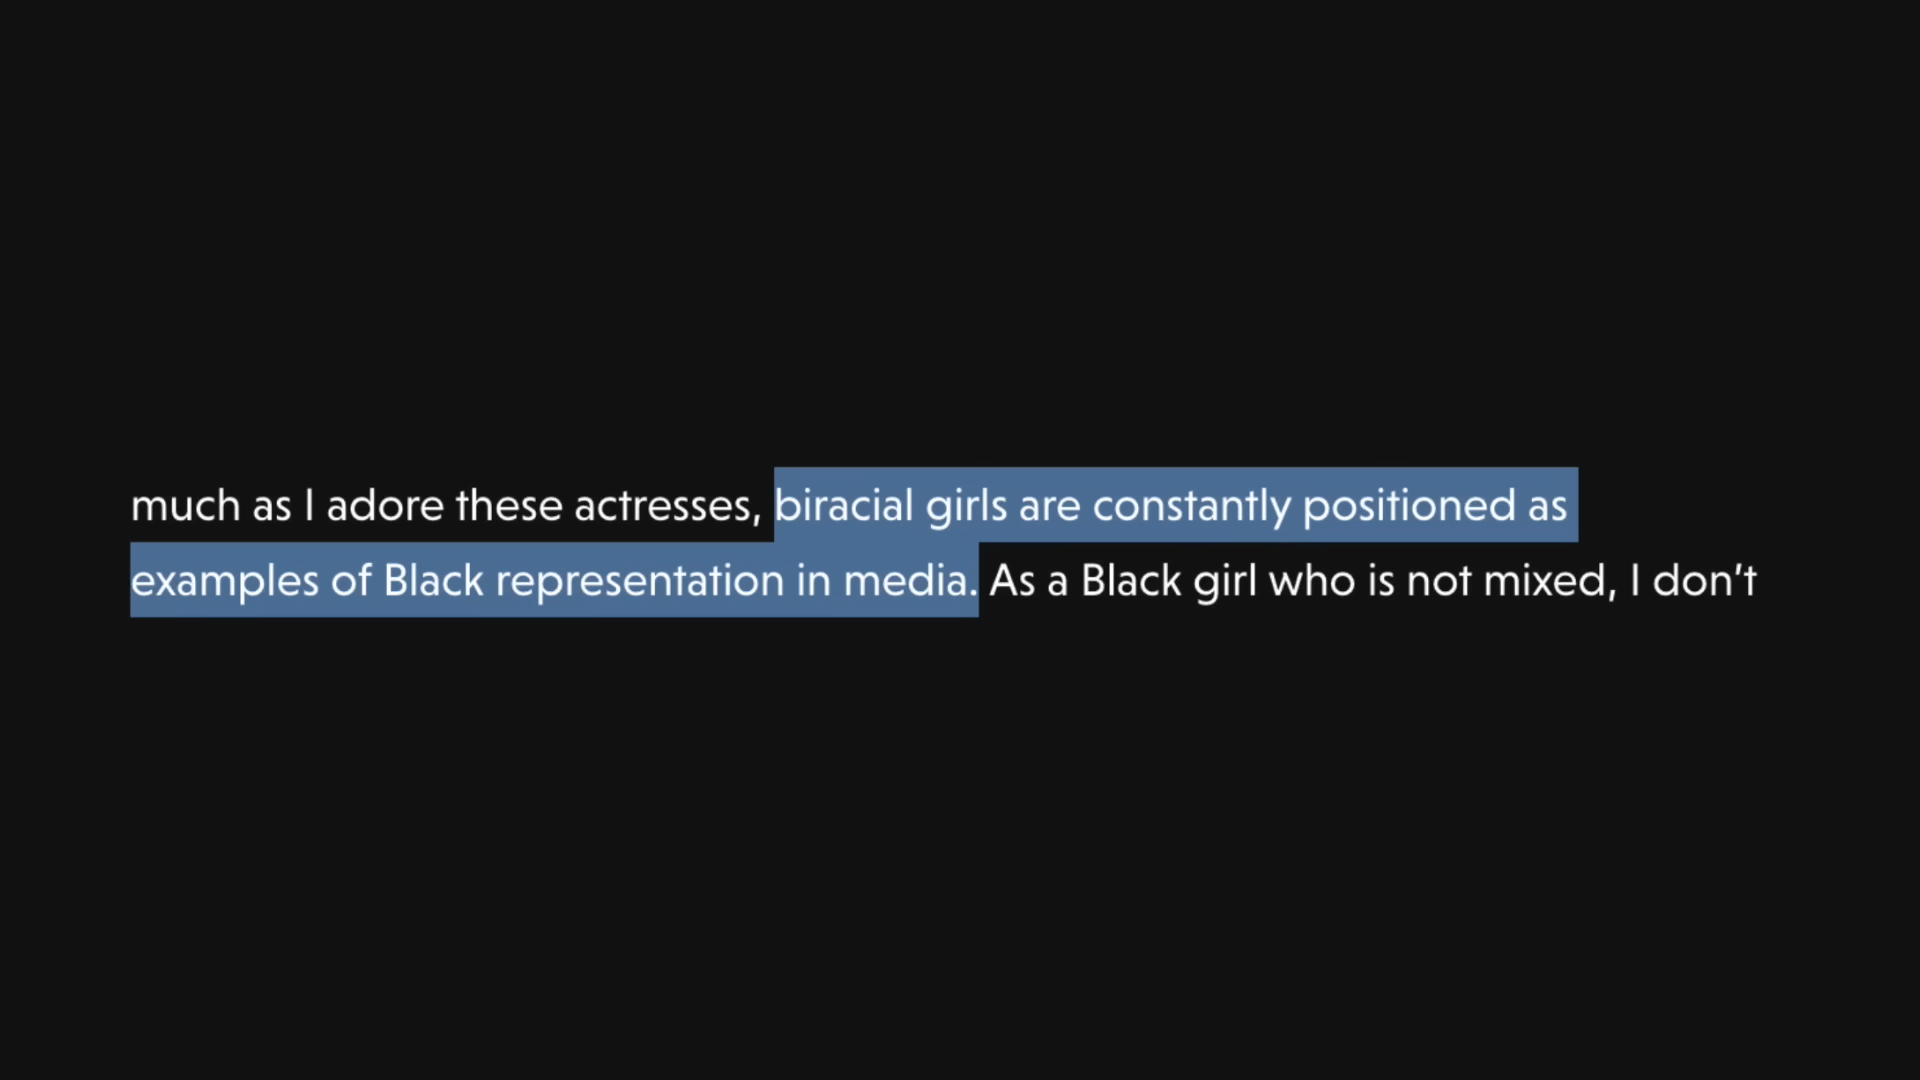 much as I adore these actresses, biracial girls are constantly positioned as
examples of Black representation in media. As a Black girl who is not mixed, I don’t